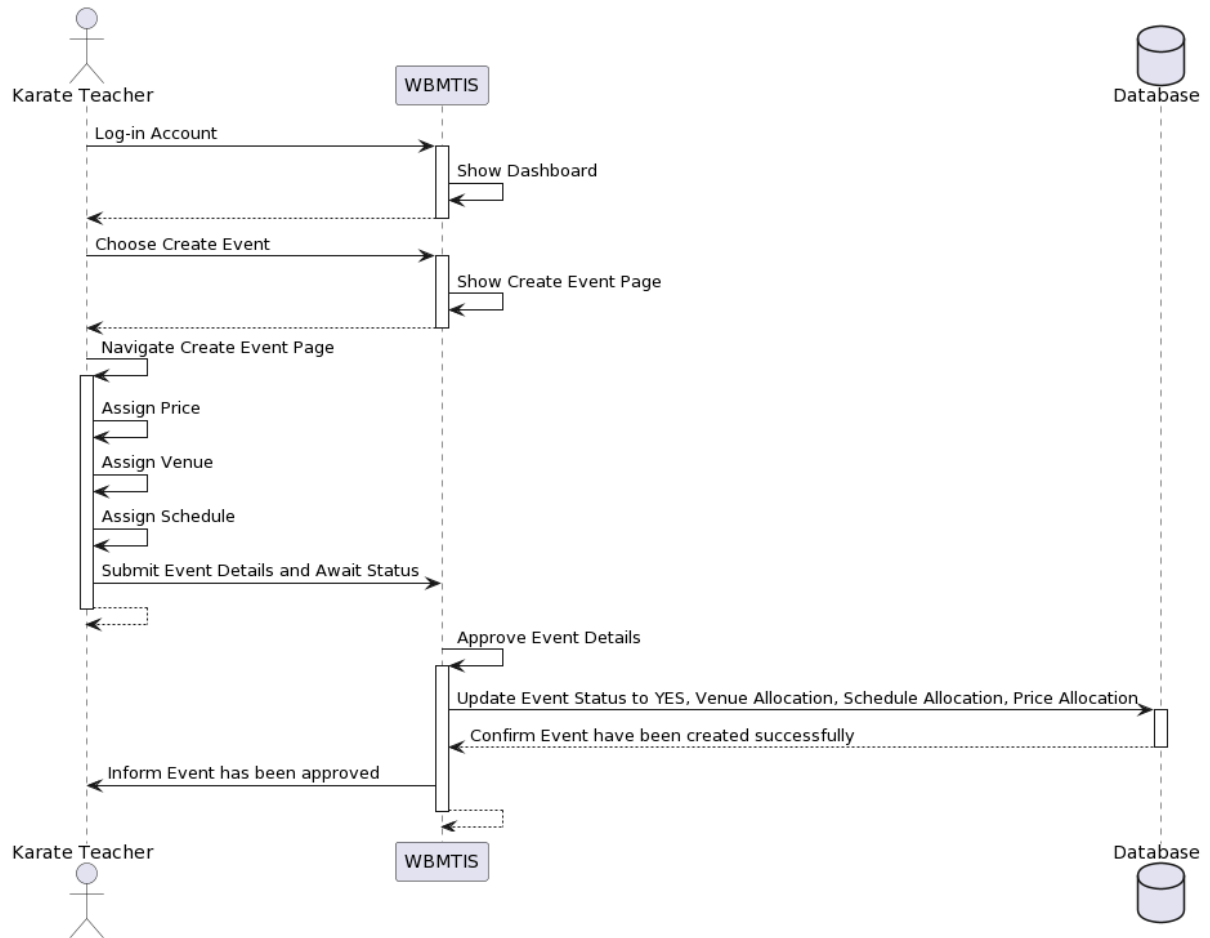 Karate Teacher
WBMTIS
Database
Log-in Account
Show Dashboard
Choose Create Event
Show Create Event Page
Navigate Create Event Page
Assign Price
Assign Venue
Assign Schedule
Submit Event Details and Await Status
Approve Event Details
Update Event Status to YES, Venue Allocation, Schedule Allocation, Price Allocation
Confirm Event have been created successfully
Inform Event has been approved
Karate Teacher
WBMTIS
Database